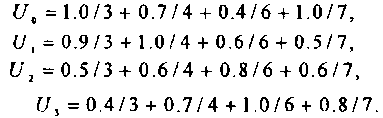 U₀ = 1.0/3 + 0.7/4 + 0.4/6 + 1.0/7,
U₁ = 0.9/3 + 1.0/4 + 0.6/6 + 0.5/7,
U₂ = 0.5/3 + 0.6/4 + 0.8/6 + 0.6/7,
U₃ = 0.4/3 + 0.7/4 + 1.0/6 + 0.8/7.